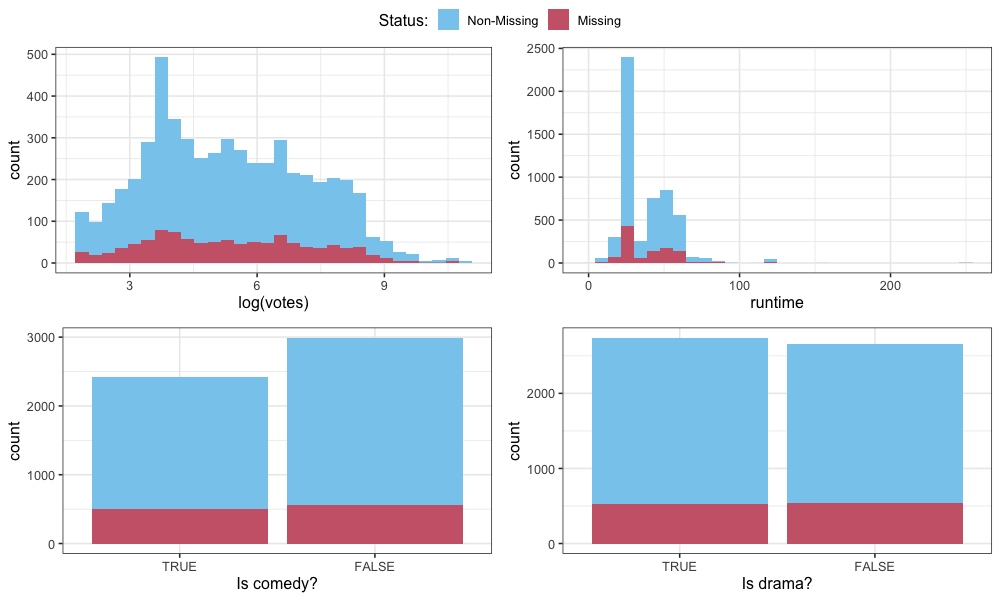 Status: Non-Missing Missing
500
400
300
200
100
0
count
3 6 9
log(votes)
2500
2000
1500
1000
500
0
count
0 100 200
runtime
3000
2000
1000
0
count
TRUE FALSE
Is comedy?
2000
1000
0
count
TRUE FALSE
Is drama?